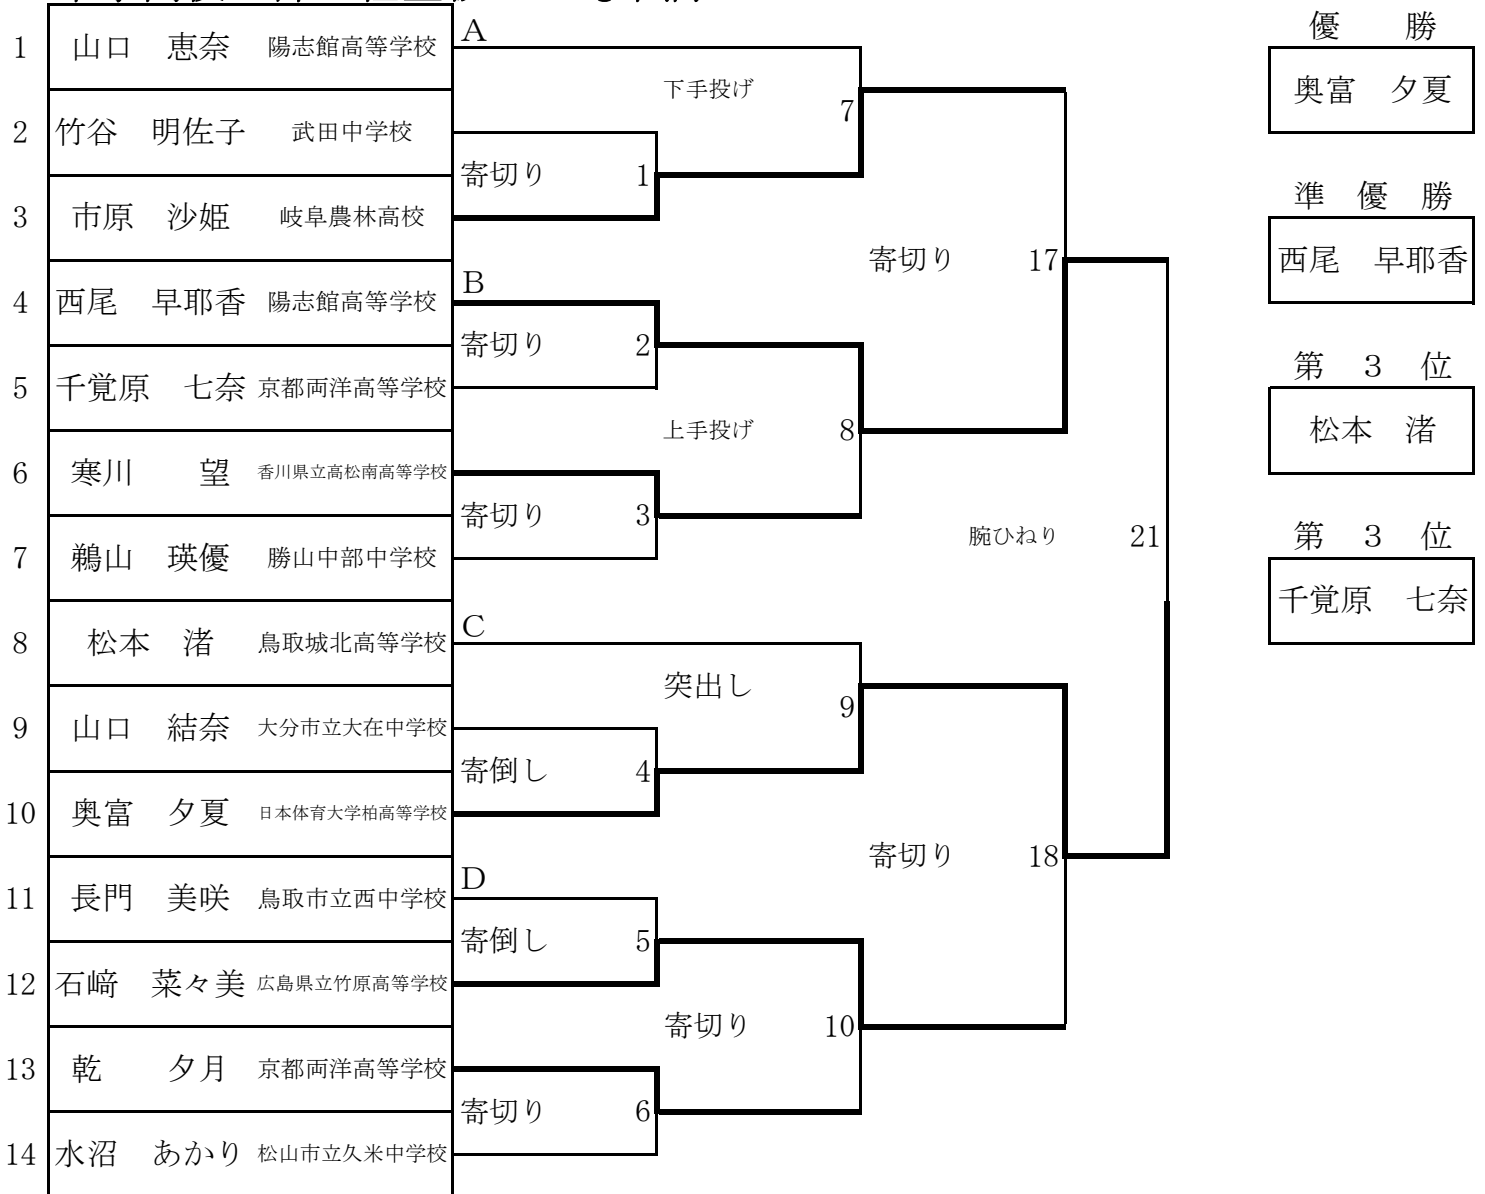 A
1 山口 恵奈 陽志館高等学校
下手投げ 7
2 竹谷 明佐子 武田中学校
寄切り 1
3 市原 沙姫 岐阜農林高校
寄切り 17
B
4 西尾 早耶香 陽志館高等学校
寄切り 2
5 千覚原 七奈 京都両洋高等学校
上手投げ 8
6 寒川 望 香川県立高松南高等学校
寄切り 3
7 鵜山 瑛優 勝山中部中学校
腕ひねり 21
C
8 松本 渚 鳥取城北高等学校
突出し 9
9 山口 結奈 大分市立大在中学校
寄倒し 4
10 奥富 夕夏 日本体育大学柏高等学校
寄切り 18
D
11 長門 美咲 鳥取市立西中学校
寄倒し 5
12 石﨑 菜々美 広島県立竹原高等学校
寄切り 10
13 乾 夕月 京都両洋高等学校
寄切り 6
14 水沼 あかり 松山市立久米中学校
優 勝
奥富 夕夏
準 優 勝
西尾 早耶香
第 3 位
松本 渚
第 3 位
千覚原 七奈